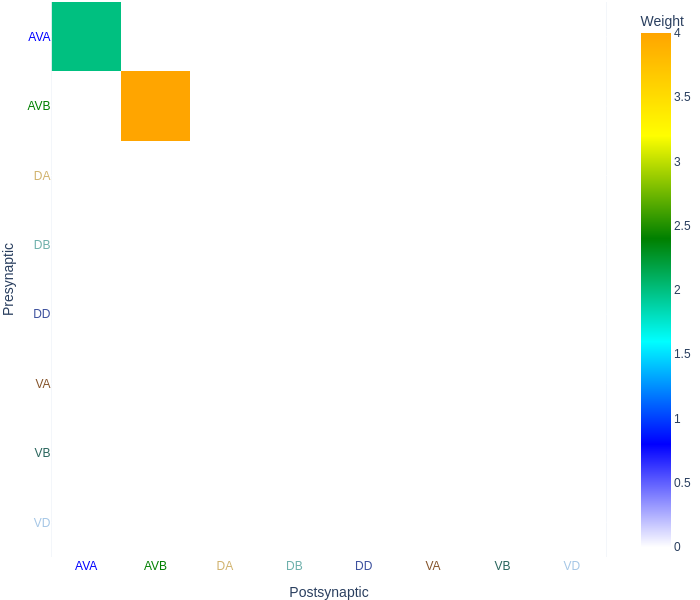 Weight
AVA
AVB
DA
DB
DD
VA
VB
VD
Presynaptic
AVA AVB DA DB DD VA VB VD
Postsynaptic
4
3.5
3
2.5
2
1.5
1
0.5
0